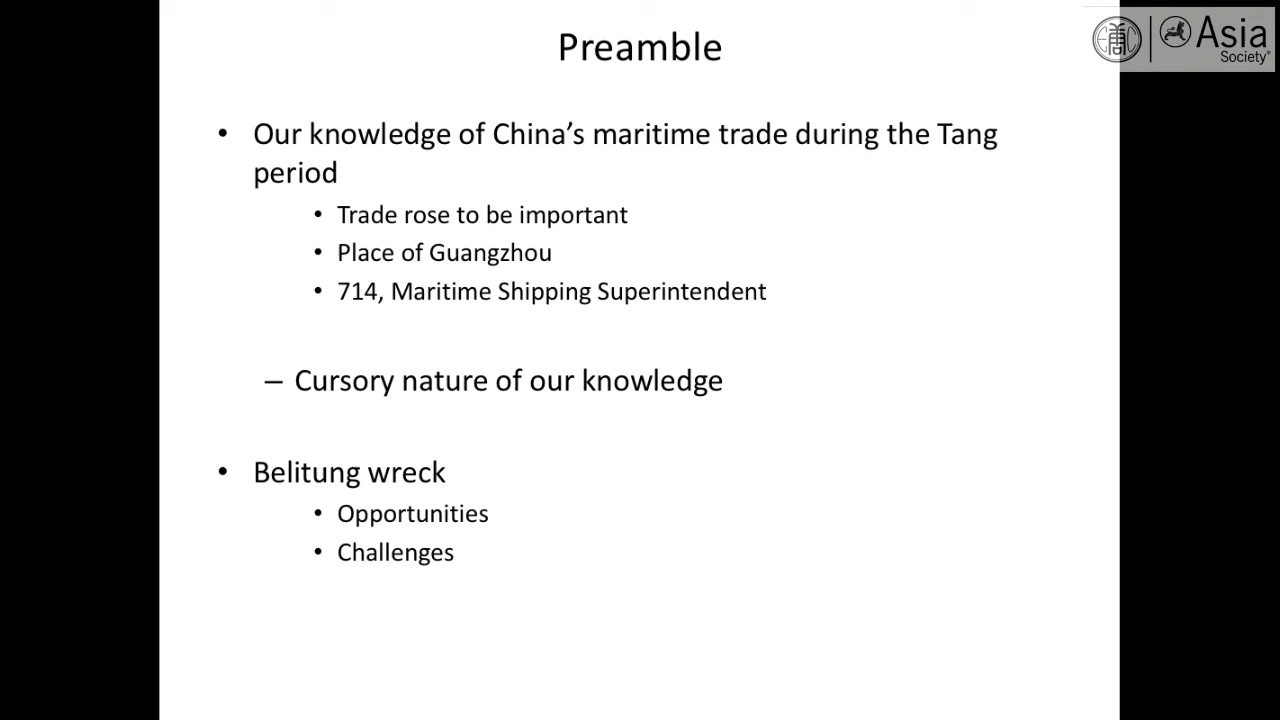 Preamble
Asia
Society
• Our knowledge of China’s maritime trade during the Tang
period
• Trade rose to be important
• Place of Guangzhou
• 714, Maritime Shipping Superintendent
– Cursory nature of our knowledge
• Belitung wreck
• Opportunities
• Challenges